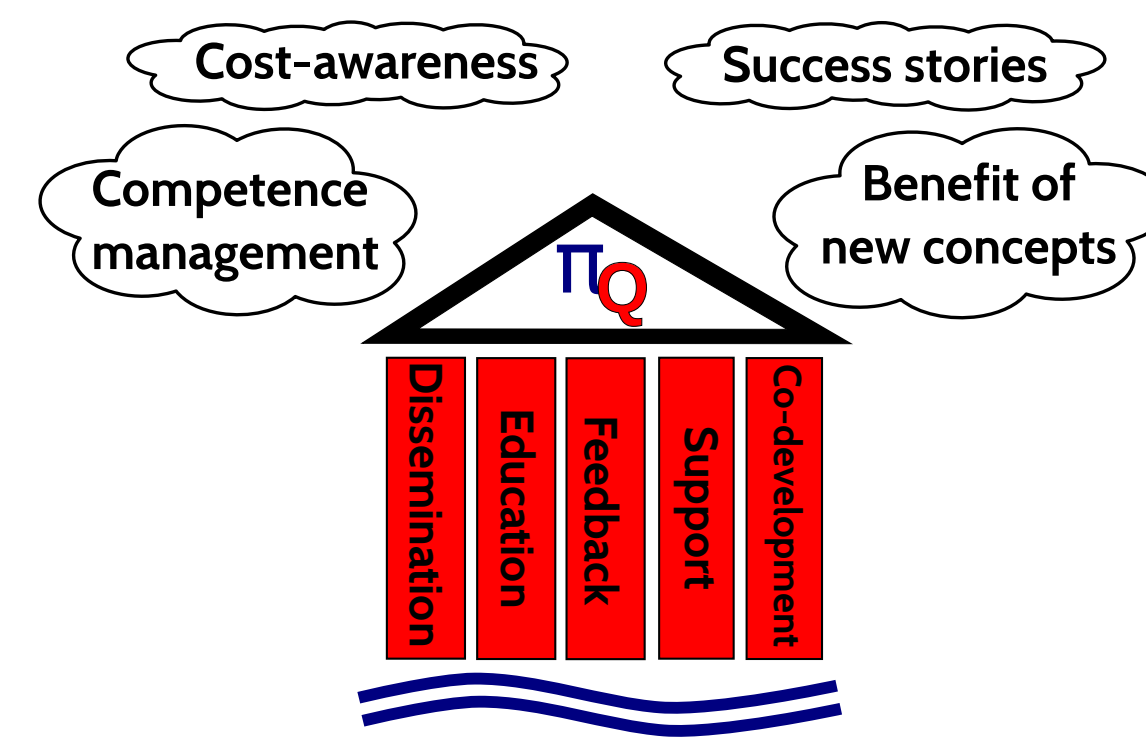 Cost-awareness
Success stories
Competence
management
Benefit of
new concepts
πQ
Dissemination
Education
Feedback
Support
Co-development